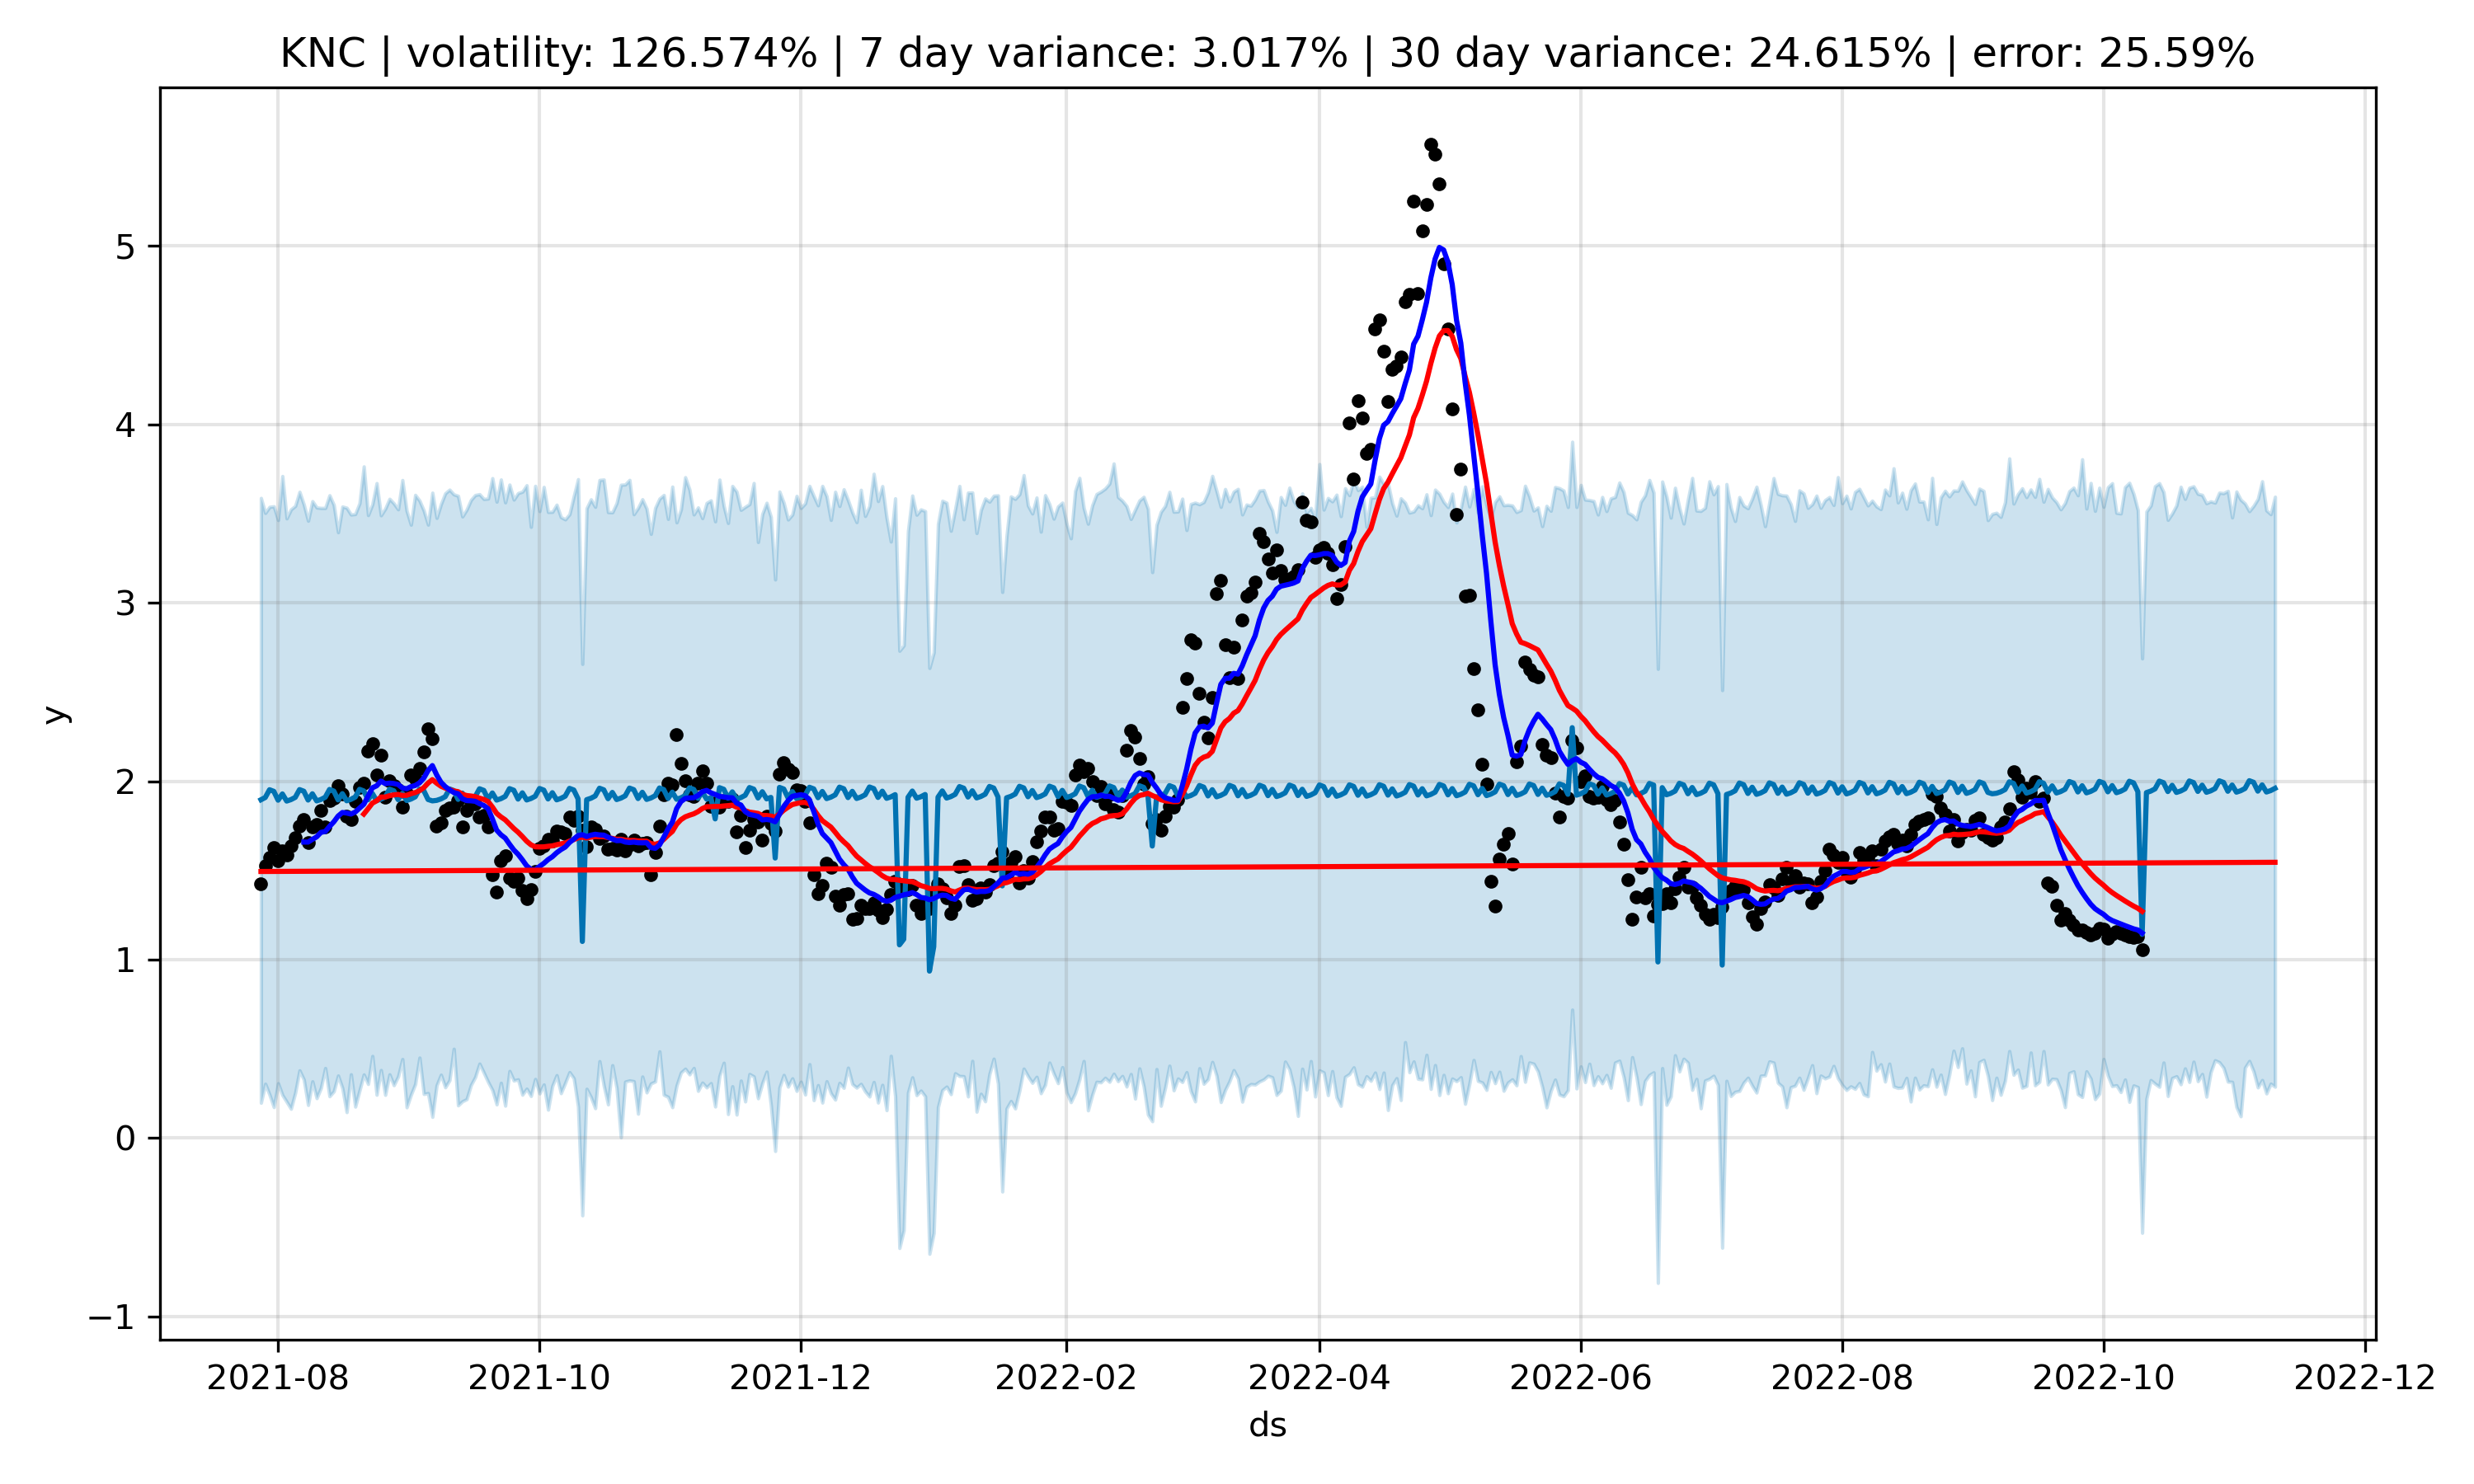 KNC | volatility: 126.574% | 7 day variance: 3.017% | 30 day variance: 24.615% | error: 25.59%
y
5
4
3
2
1
0
−1
2021-08 2021-10 2021-12 2022-02 2022-04 2022-06 2022-08 2022-10 2022-12
ds